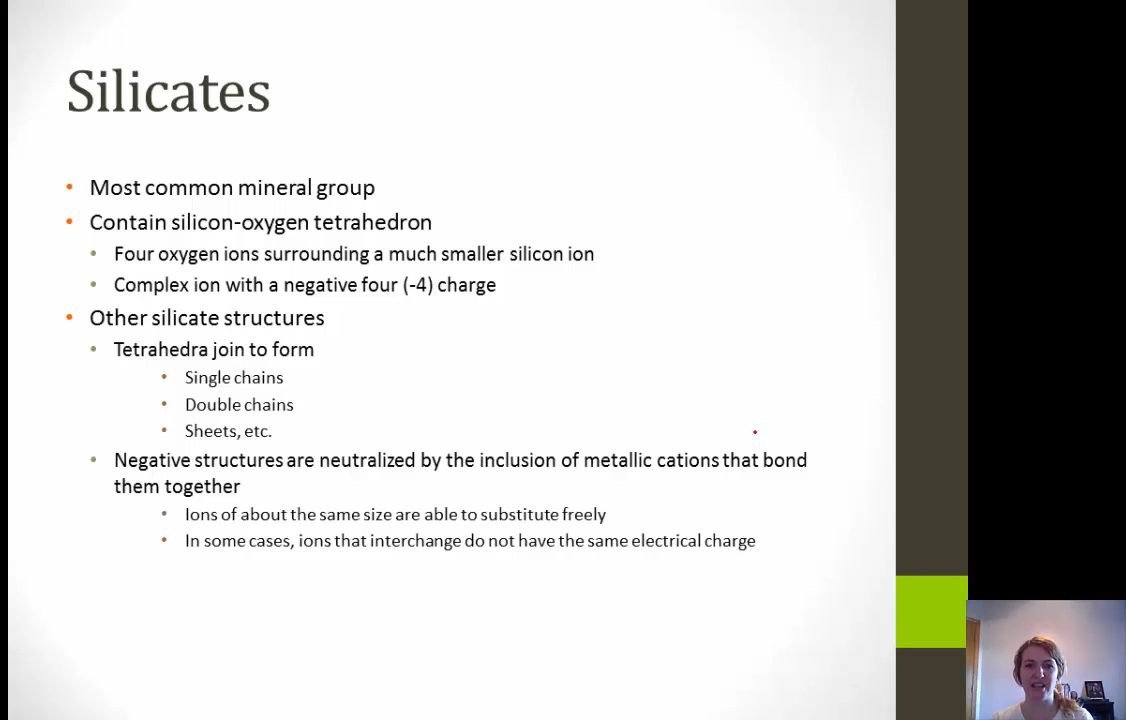 Silicates
• Most common mineral group
• Contain silicon-oxygen tetrahedron
• Four oxygen ions surrounding a much smaller silicon ion
• Complex ion with a negative four (-4) charge
• Other silicate structures
• Tetrahedra join to form
• Single chains
• Double chains
• Sheets, etc.
• Negative structures are neutralized by the inclusion of metallic cations that bond
them together
• Ions of about the same size are able to substitute freely
• In some cases, ions that interchange do not have the same electrical charge